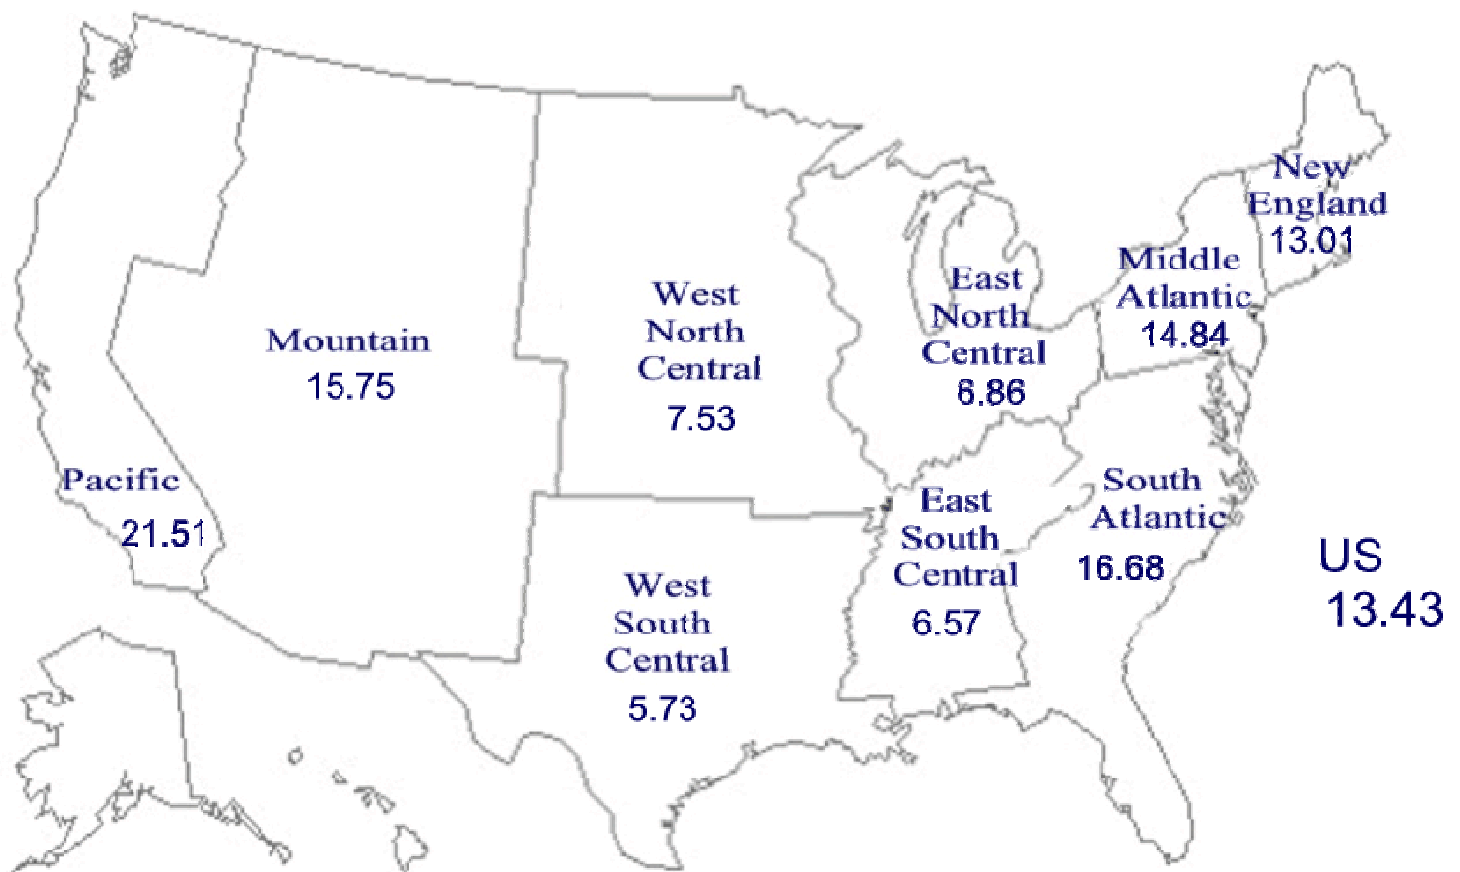 New
England
13.01
Middle
Atlantic
14.84
East
North
Central
6.86
West
North
Central
7.53
Mountain
15.75
Pacific
21.51
South
Atlantic
16.68
East
South
Central
6.57
West
South
Central
5.73
US
13.43